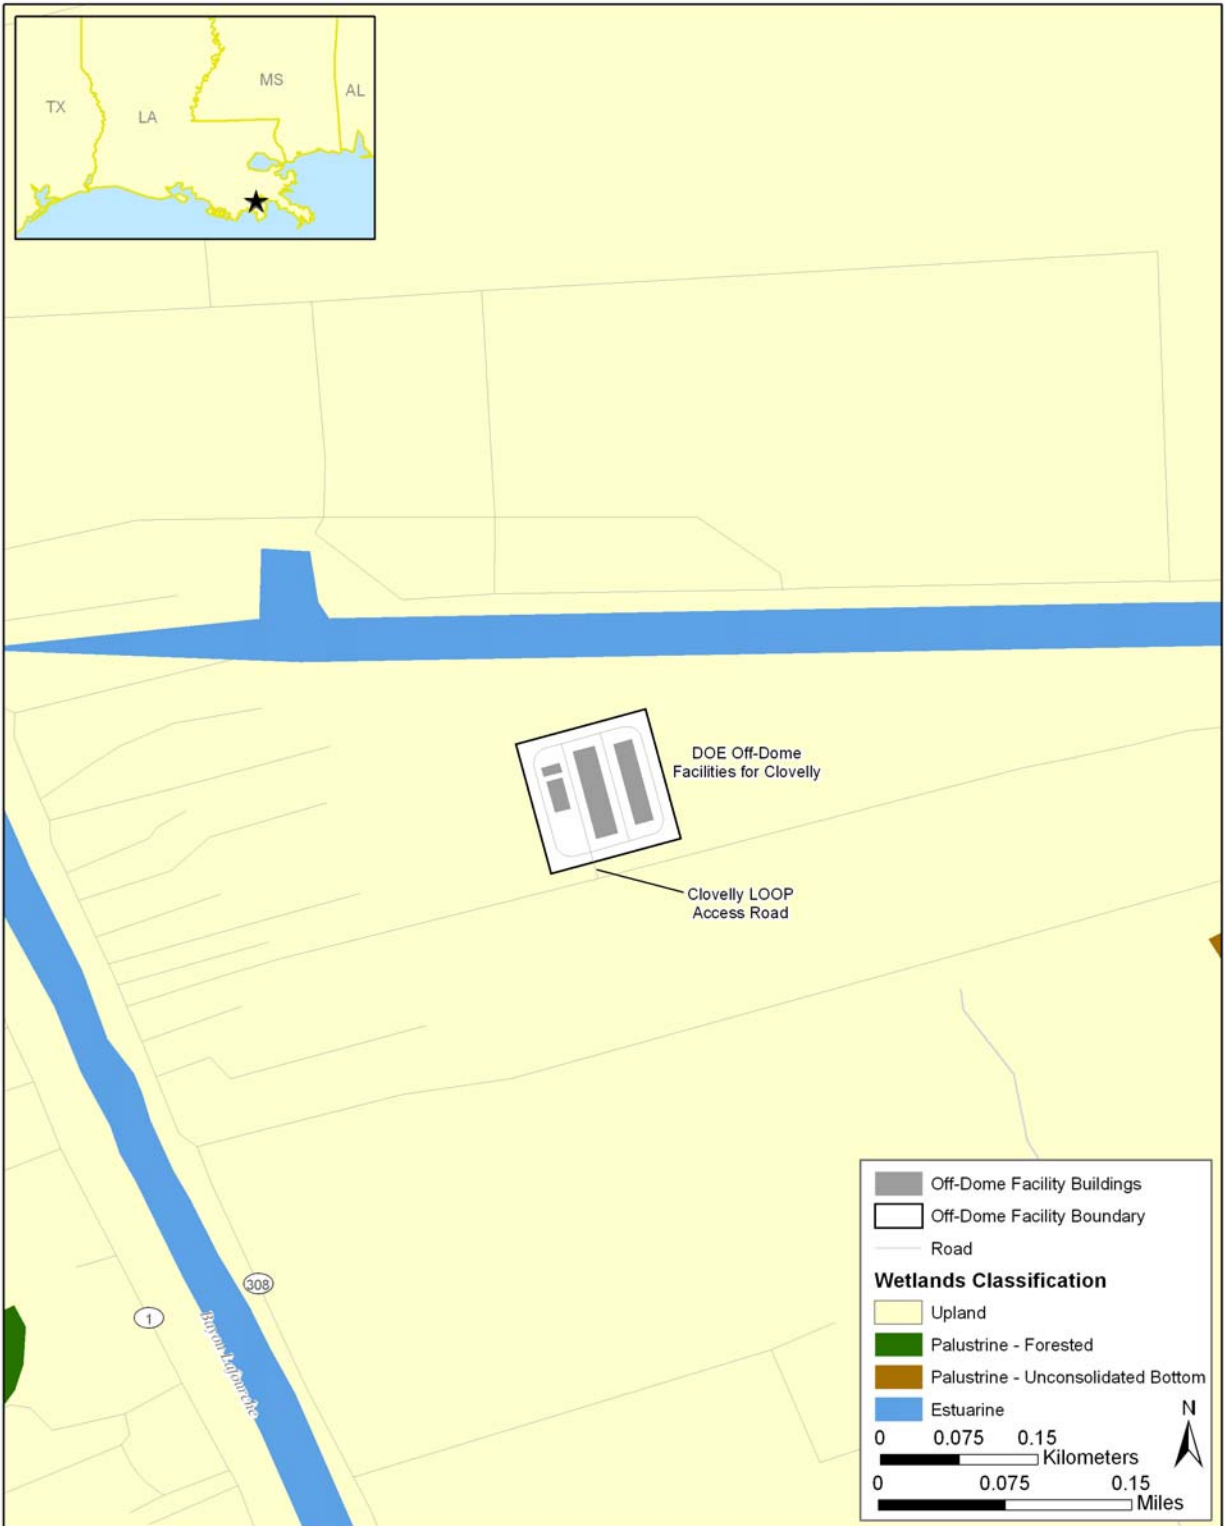 TX
LA
MS
AL
DOE Off-Dome
Facilities for Clovelly
Clovelly LOOP
Access Road
308
1
Bayou Lafourche
Off-Dome Facility Buildings
Off-Dome Facility Boundary
Road
Wetlands Classification
Upland
Palustrine - Forested
Palustrine - Unconsolidated Bottom
Estuarine
N
0 0.075 0.15
Kilometers
0 0.075 0.15
Miles